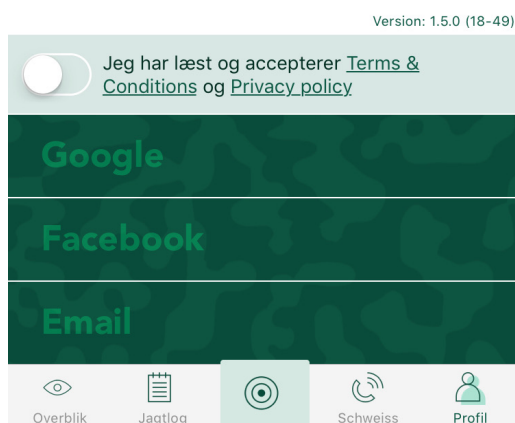 Version: 1.5.0 (18-49)
Jeg har læst og accepterer Terms &
Conditions og Privacy policy
Google
Facebook
Email
Overblik
Jagtlog
Schweiss
Profil